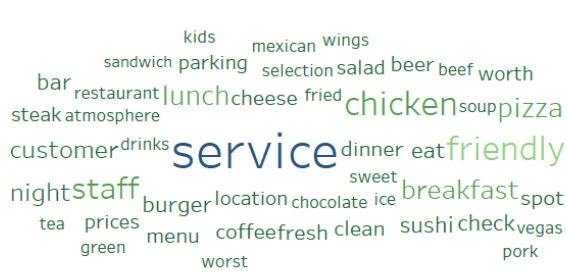 kids
mexican wings
sandwich parking
selection salad beer beef worth
bar restaurant lunch cheese fried chicken soup pizza
steak atmosphere
customer drinks service dinner eat friendly
sweet
night staff burger location chocolate ice breakfast spot
tea prices menu coffee fresh clean sushi check vegas
green
worst
pork